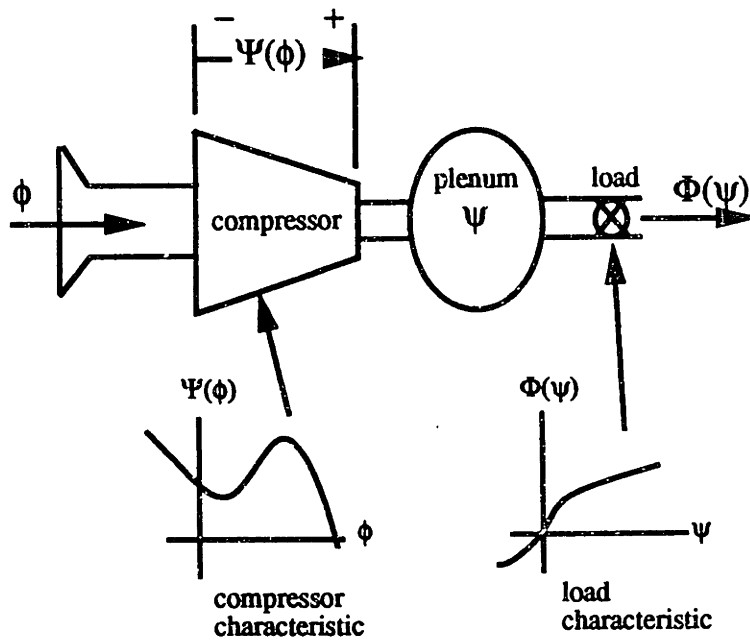 − +
Ψ(ϕ)
ϕ
compressor
plenum
ψ
load
Φ(ψ)
Ψ(ϕ)
ϕ
compressor
characteristic
Φ(ψ)
ψ
load
characteristic